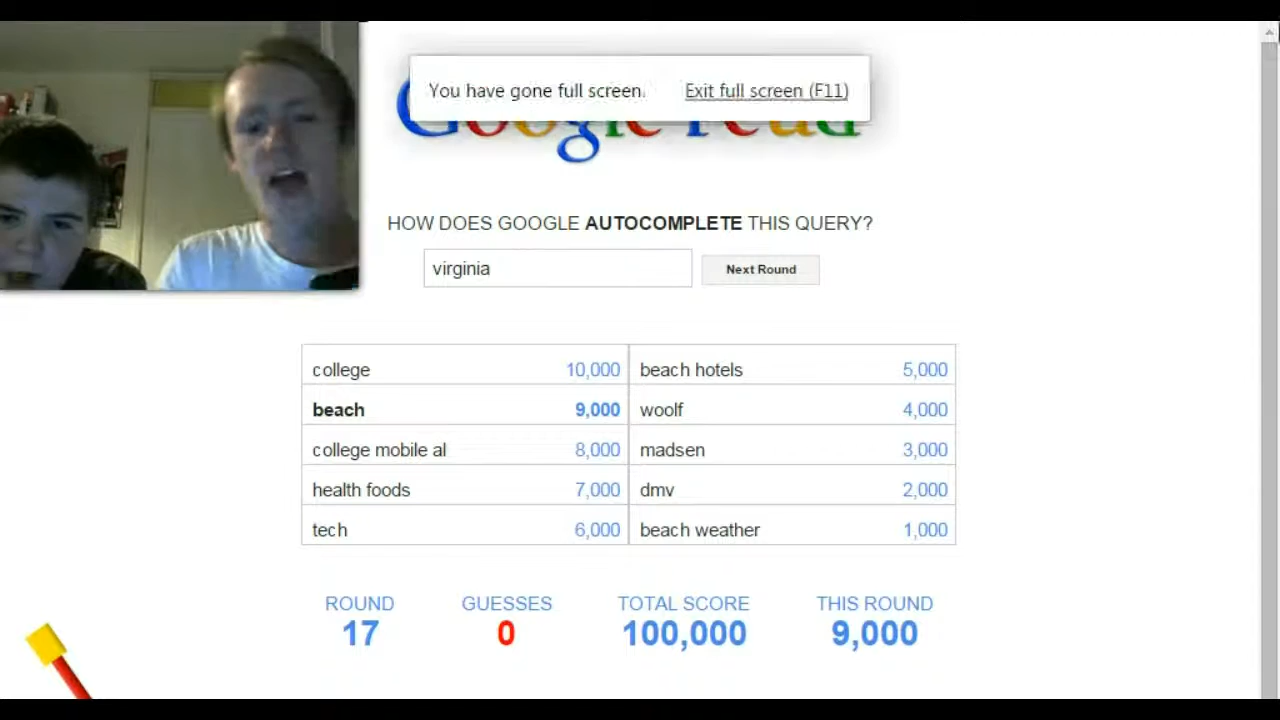 You have gone full screen. Exit full screen (F11)
HOW DOES GOOGLE AUTOCOMPLETE THIS QUERY?
virginia Next Round
college 10,000 beach hotels 5,000
beach 9,000 woolf 4,000
college mobile al 8,000 madsen 3,000
health foods 7,000 dmv 2,000
tech 6,000 beach weather 1,000
ROUND GUESSES TOTAL SCORE THIS ROUND
17 0 100,000 9,000